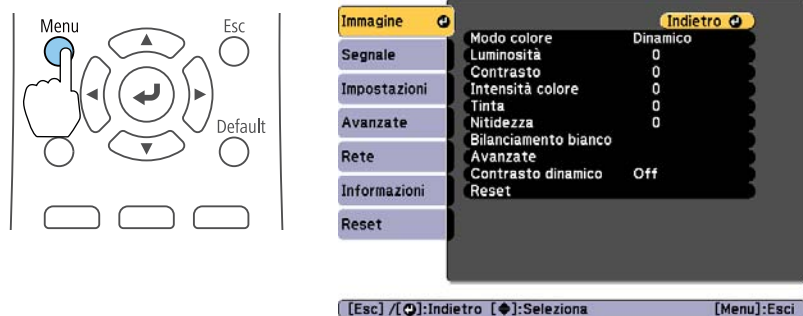 Menu
Esc
Default
Immagine
Segnale
Impostazioni
Avanzate
Rete
Informazioni
Reset
Indietro
Modo colore Dinamico
Luminosità 0
Contrasto 0
Intensità colore 0
Tinta 0
Nitidezza 0
Bilanciamento bianco
Avanzate
Contrasto dinamico Off
Reset
[Esc] /[ ]:Indietro [ ]:Seleziona [Menu]:Esci